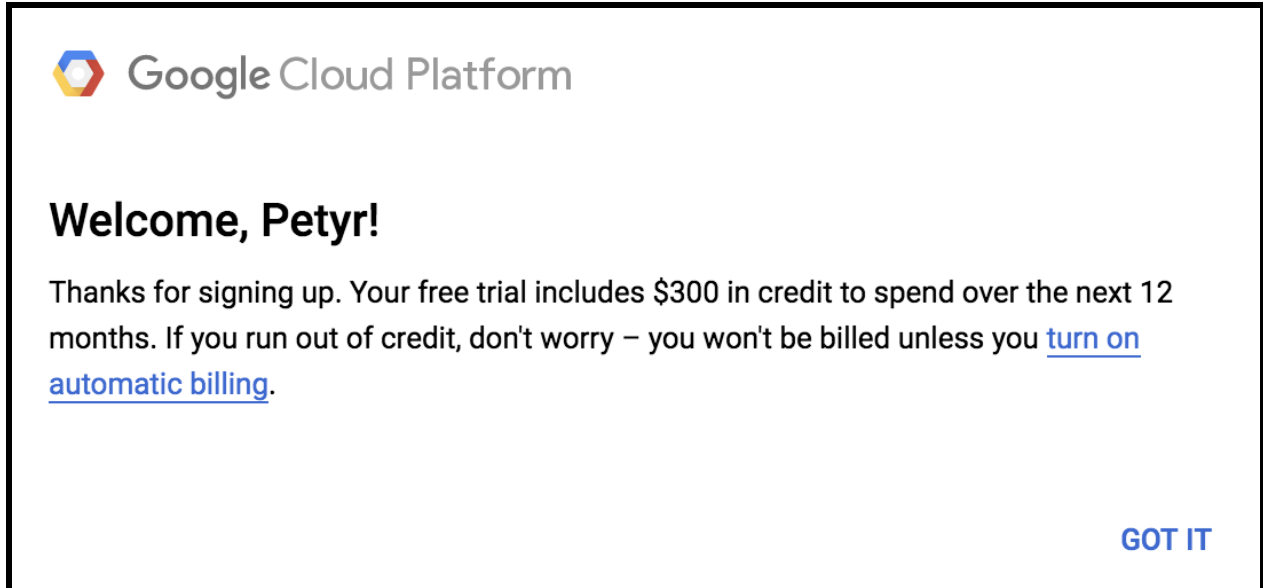 Google Cloud Platform
Welcome, Petyr!
Thanks for signing up. Your free trial includes $300 in credit to spend over the next 12
months. If you run out of credit, don't worry – you won't be billed unless you turn on
automatic billing.
GOT IT